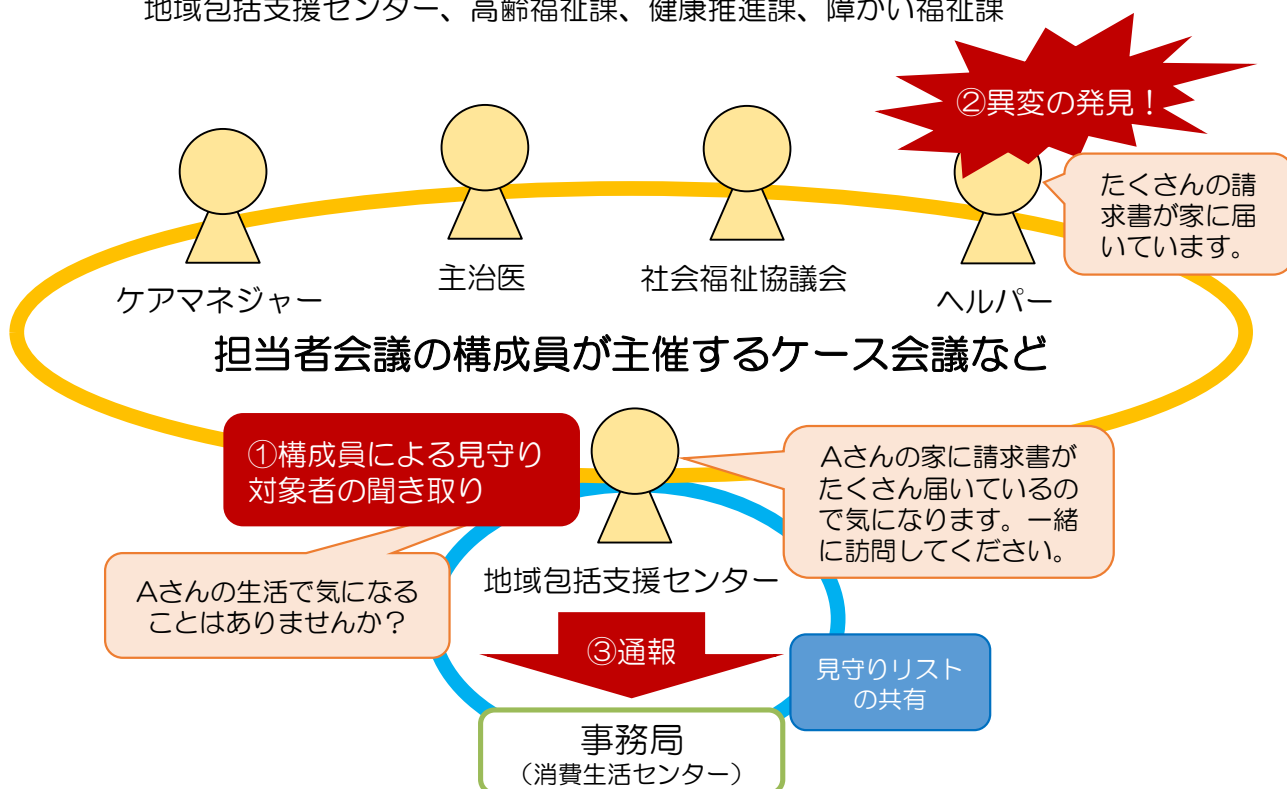 地域包括支援センター、高齢福祉課、健康推進課、障がい福祉課
②異変の発見！
たくさんの請
求書が家に届
いています。
ケアマネジャー
主治医
社会福祉協議会
ヘルパー
担当者会議の構成員が主催するケース会議など
①構成員による見守り
対象者の聞き取り
Aさんの家に請求書が
たくさん届いているの
で気になります。一緒
に訪問してください。
Aさんの生活で気になる
ことはありませんか？
地域包括支援センター
③通報
見守りリスト
の共有
事務局
（消費生活センター）